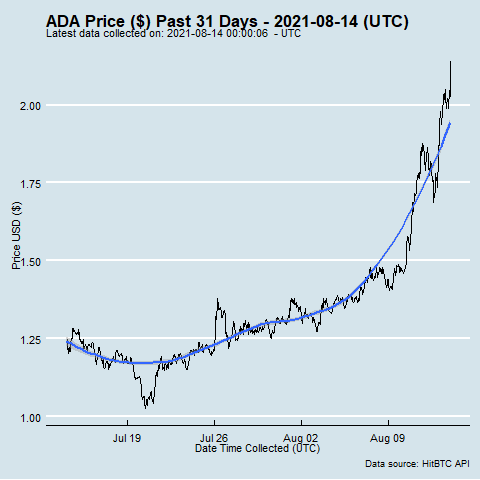 ADA Price ($) Past 31 Days - 2021-08-14 (UTC)
Latest data collected on: 2021-08-14 00:00:06 - UTC
Price USD ($)
2.00
1.75
1.50
1.25
1.00
Jul 19 Jul 26 Aug 02 Aug 09
Date Time Collected (UTC)
Data source: HitBTC API